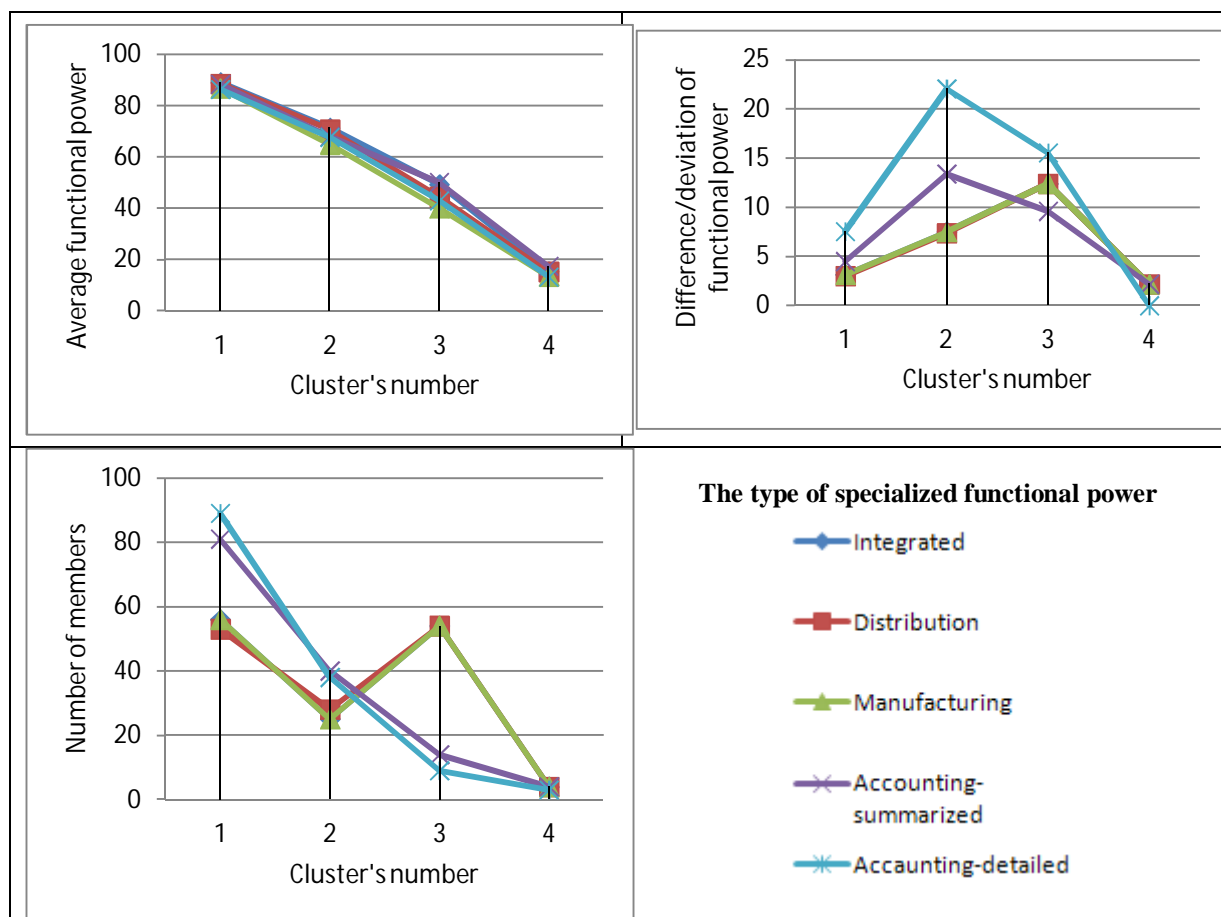 100
80
60
40
20
0
Average functional power
1 2 3 4
Cluster's number
25
20
15
10
5
0
Difference/deviation of
functional power
1 2 3 4
Cluster's number
100
80
60
40
20
0
Number of members
1 2 3 4
Cluster's number
The type of specialized functional power
Integrated
Distribution
Manufacturing
Accounting-
summarized
Accaunting-detailed